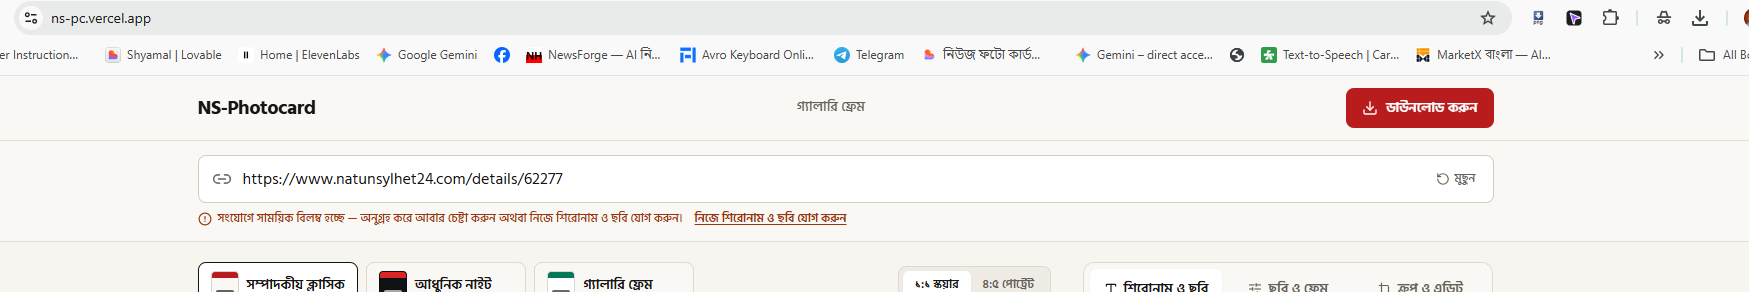 ns-pc.vercel.app
er Instruction... Shyamal | Lovable Home | ElevenLabs Google Gemini NewsForge — AI নি... Avro Keyboard Onli... Telegram নিউজ ফটো কার্ড... Gemini – direct acce... Text-to-Speech | Car... MarketX বাংলা — AI... » All Bo
NS-Photocard গ্যালারি ফ্রেম ডাউনলোড করুন
https://www.natunsylhet24.com/details/62277 মুছুন
সংযোগে সাময়িক বিলম্ব হচ্ছে — অনুগ্রহ করে আবার চেষ্টা করুন অথবা নিজে শিরোনাম ও ছবি যোগ করুন। নিজে শিরোনাম ও ছবি যোগ করুন
সম্পাদকীয় ক্লাসিক আধুনিক নাইট গ্যালারি ফ্রেম ১:১ স্কয়ার ৪:৫ পোর্ট্রেট শিরোনাম ও ছবি ছবি ও ফ্রেম ক্রপ ও এডিট